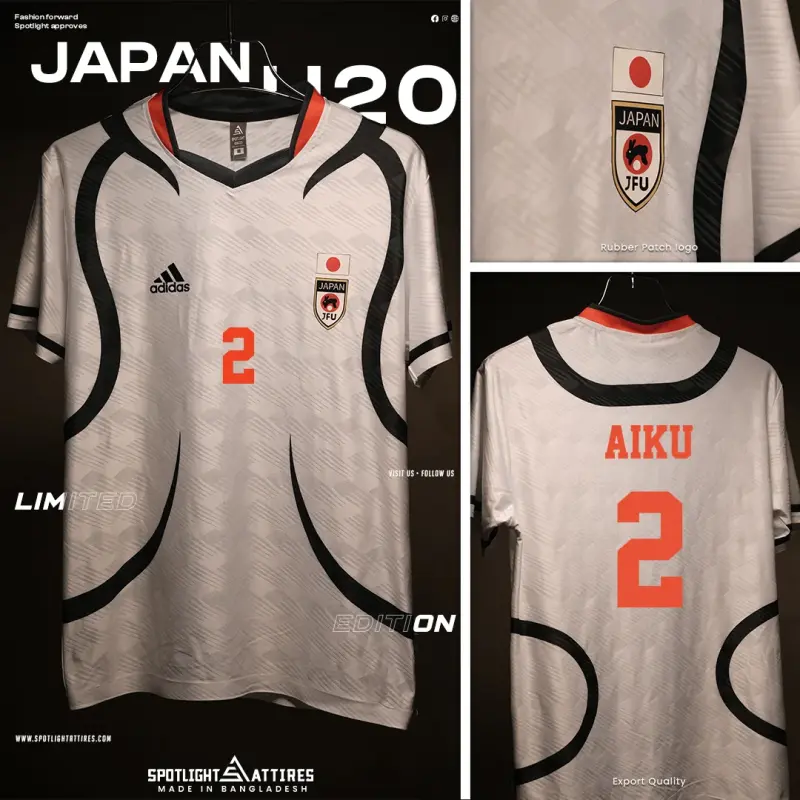 Fashion forward
Spotlight approves
JAPAN
U20
adidas
JAPAN
JFU
2
VISIT US • FOLLOW US
LIMITED
EDITION
WWW.SPOTLIGHTATTIRES.COM
SPOTLIGHT ATTIRES
MADE IN BANGLADESH
JAPAN
JFU
Rubber Patch logo
AIKU
2
Export Quality